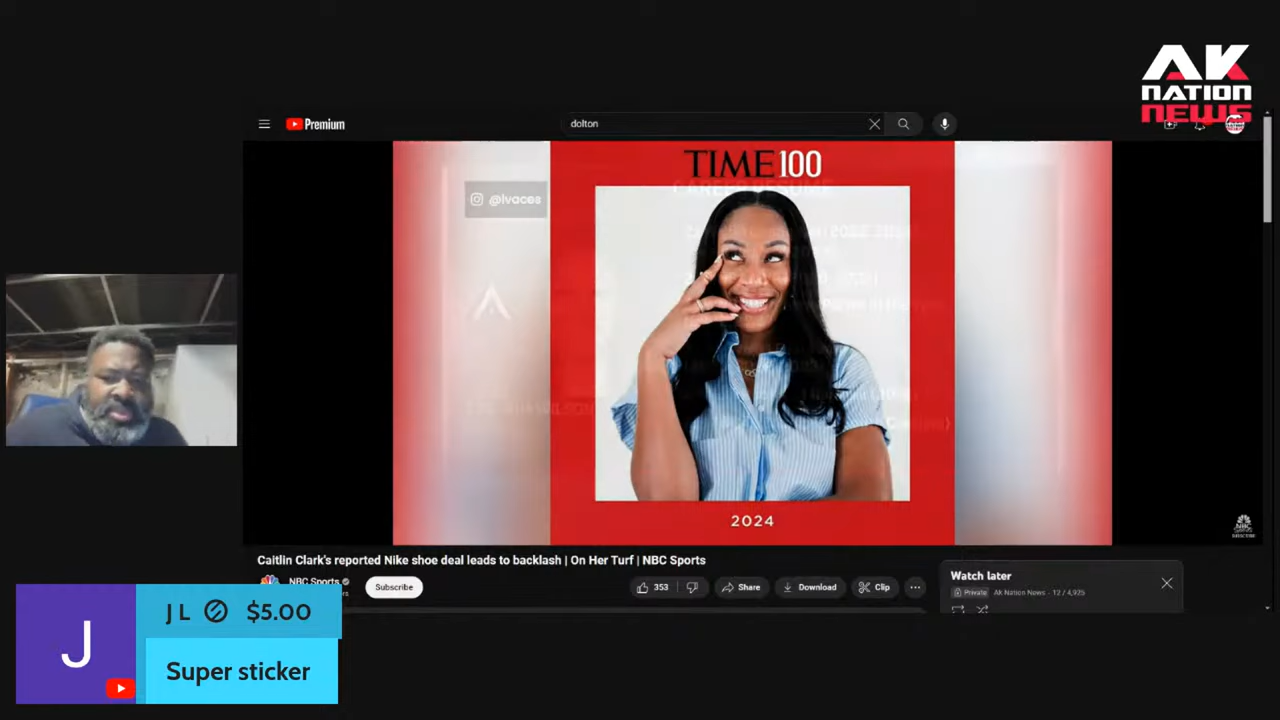 AK
NATION
NEWS
Premium
dolton
TIME 100
@lvaces
2024
Caitlin Clark's reported Nike shoe deal leads to backlash | On Her Turf | NBC Sports
NBC Sports
Subscribe
353
Share
Download
Clip
Watch later
Private
Ak Nation News - 12 / 4,925
J L $5.00
J
Super sticker